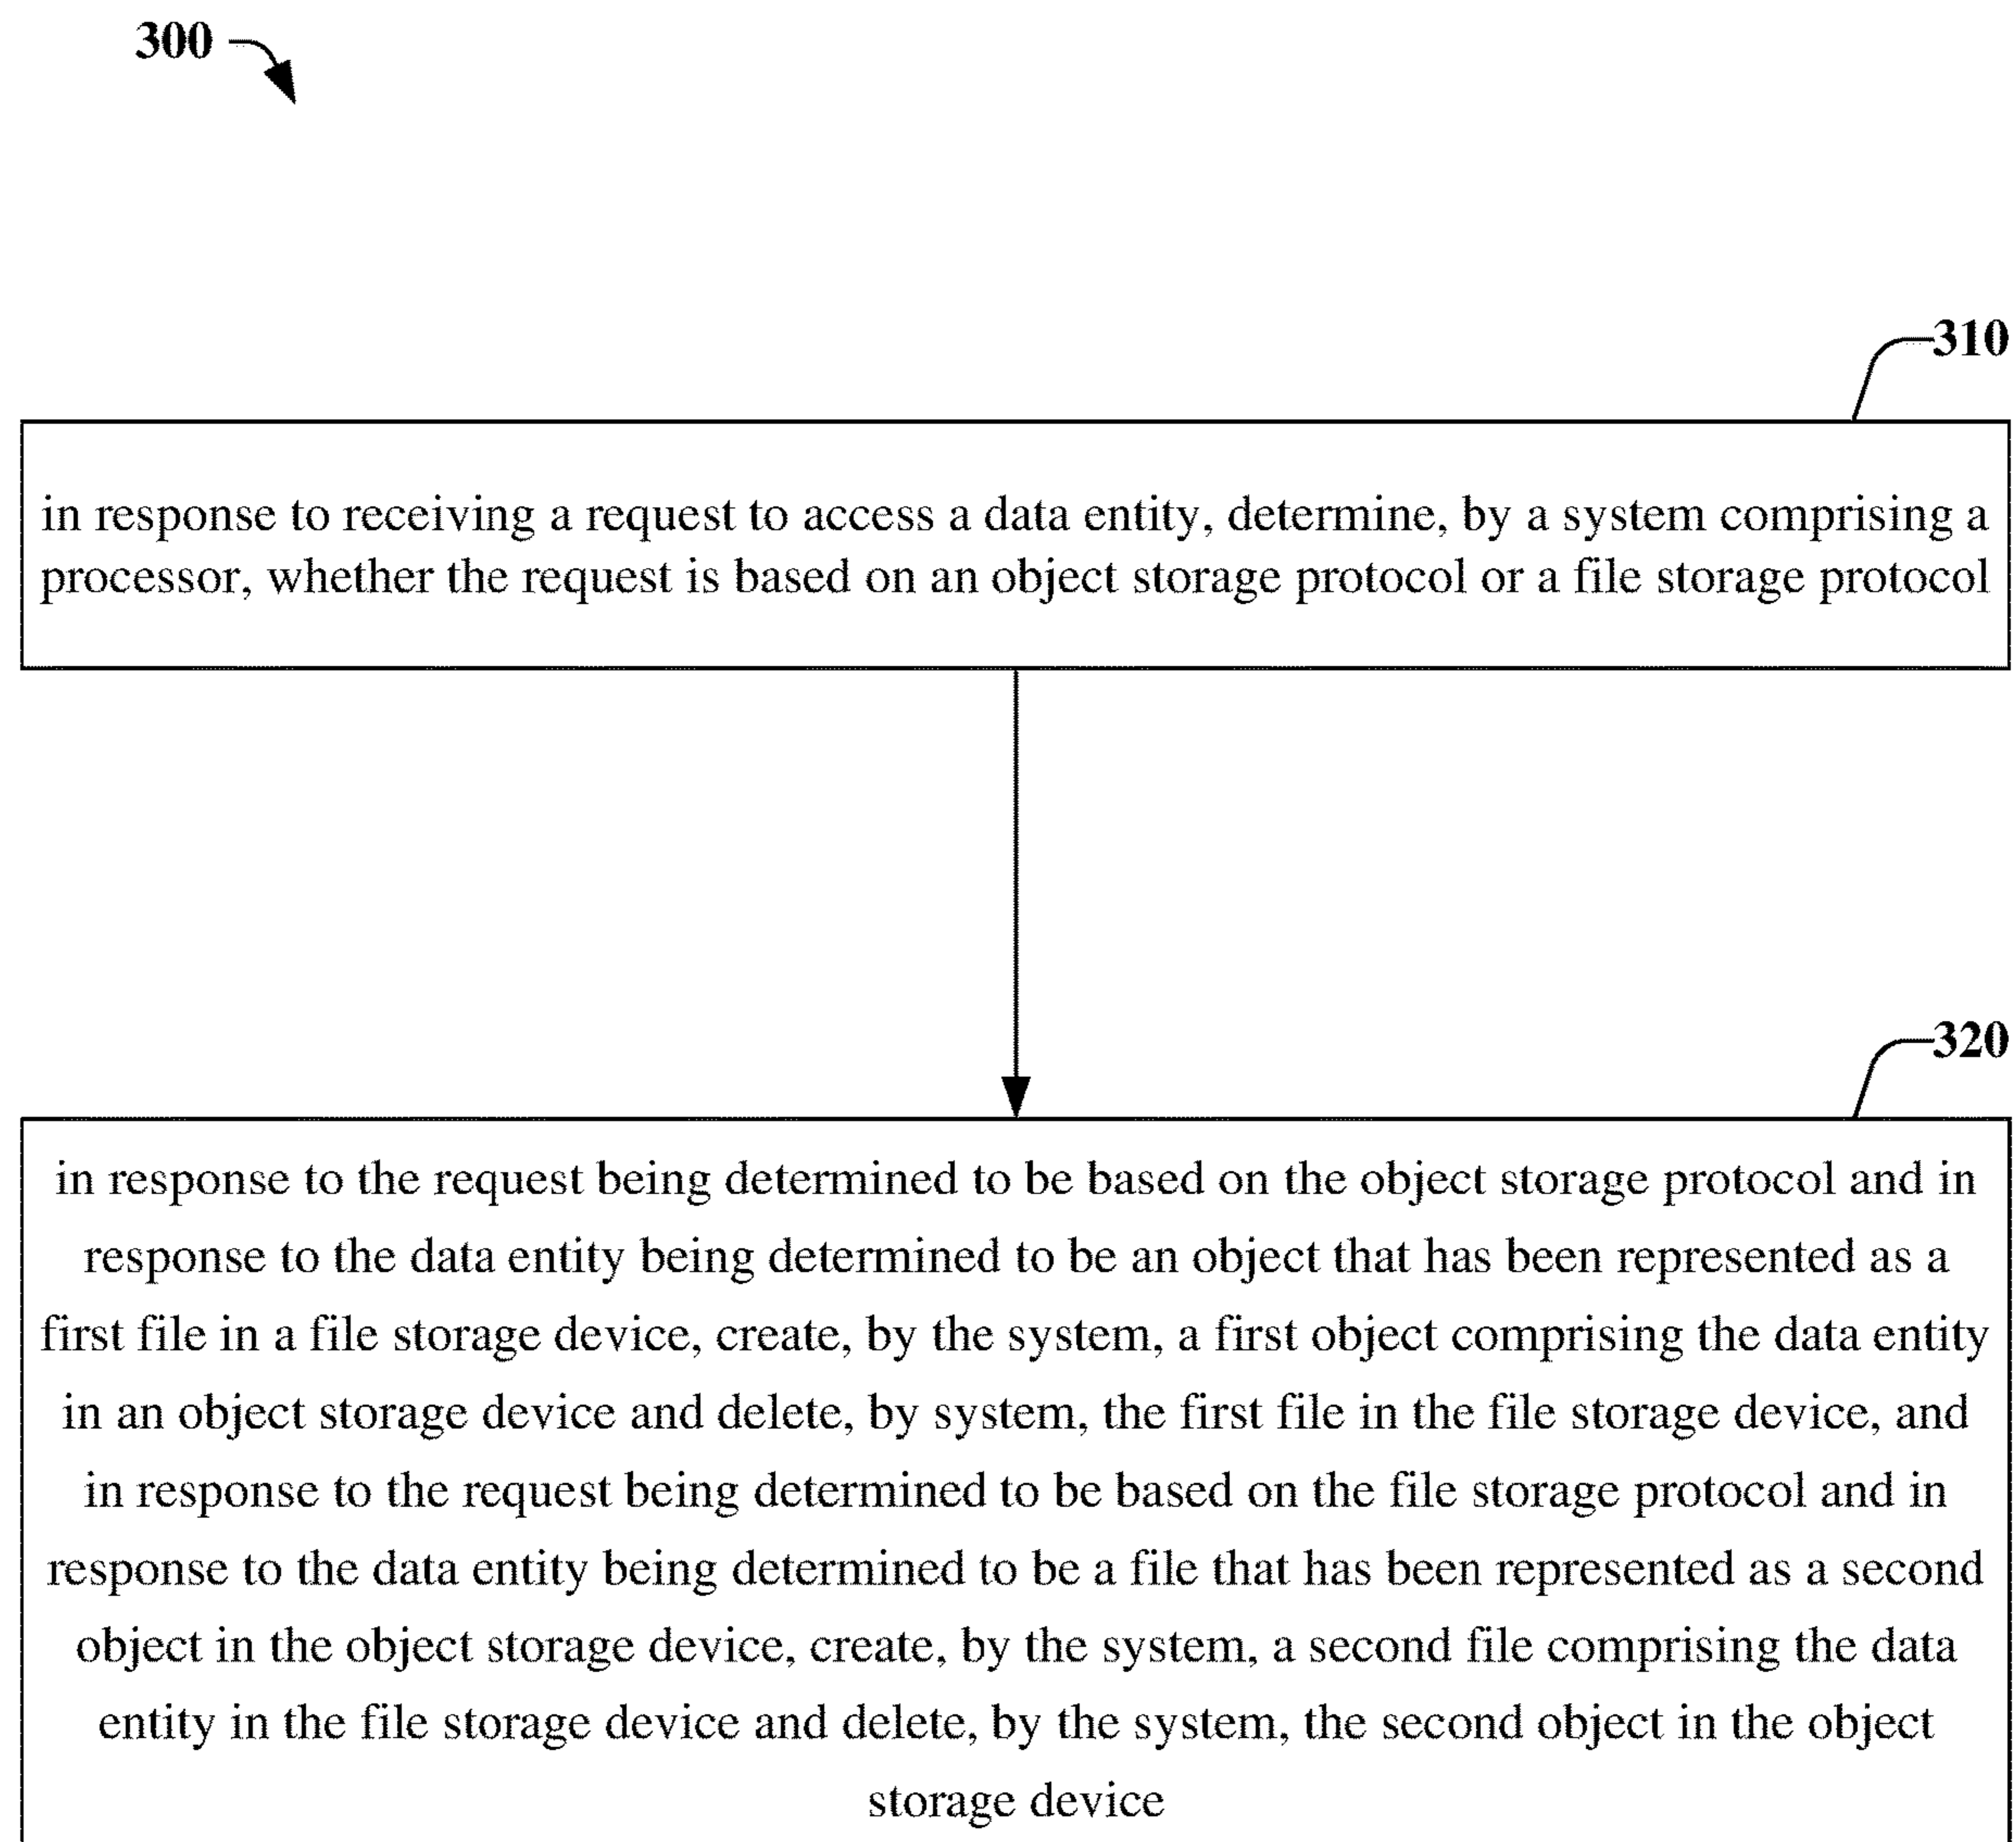 300
310
in response to receiving a request to access a data entity, determine, by a system comprising a
processor, whether the request is based on an object storage protocol or a file storage protocol
320
in response to the request being determined to be based on the object storage protocol and in
response to the data entity being determined to be an object that has been represented as a
first file in a file storage device, create, by the system, a first object comprising the data entity
in an object storage device and delete, by system, the first file in the file storage device, and
in response to the request being determined to be based on the file storage protocol and in
response to the data entity being determined to be a file that has been represented as a second
object in the object storage device, create, by the system, a second file comprising the data
entity in the file storage device and delete, by the system, the second object in the object
storage device